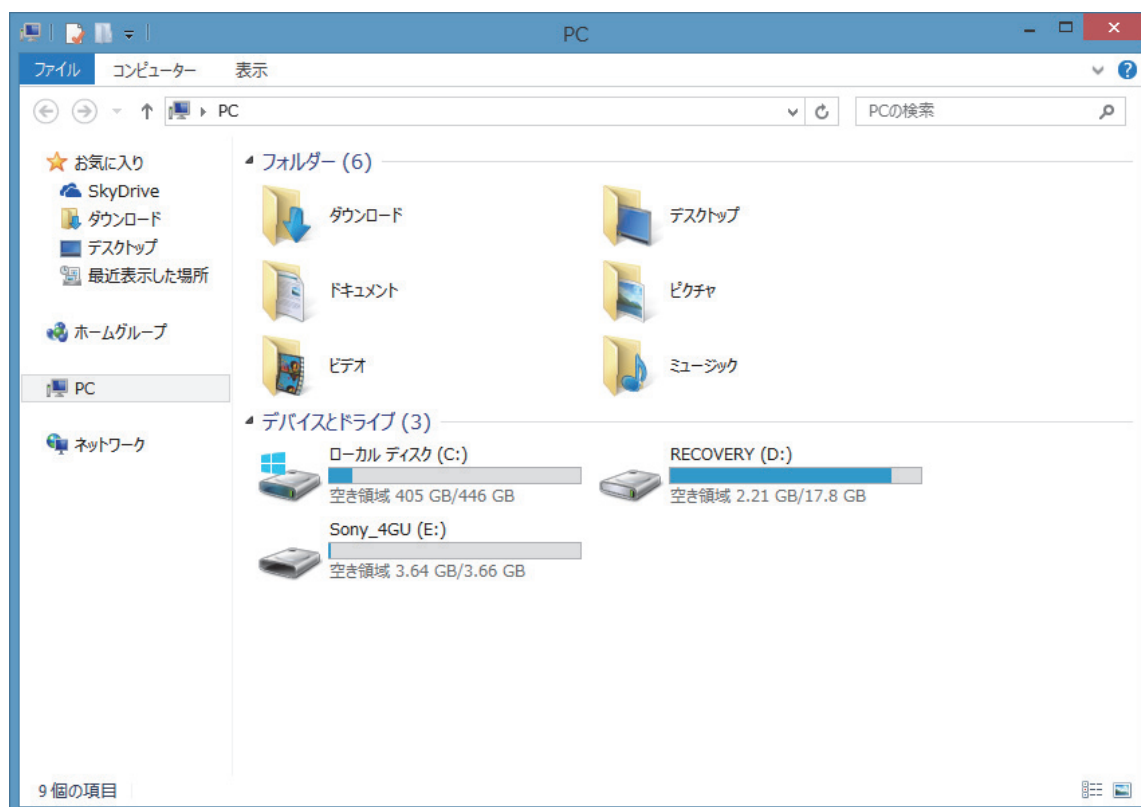 PC
ファイル コンピューター 表示
PC
PCの検索
お気に入り
SkyDrive
ダウンロード
デスクトップ
最近表示した場所
ホームグループ
PC
ネットワーク
フォルダー (6)
ダウンロード
デスクトップ
ドキュメント
ピクチャ
ビデオ
ミュージック
デバイスとドライブ (3)
ローカル ディスク (C:)
空き領域 405 GB/446 GB
RECOVERY (D:)
空き領域 2.21 GB/17.8 GB
Sony_4GU (E:)
空き領域 3.64 GB/3.66 GB
9 個の項目